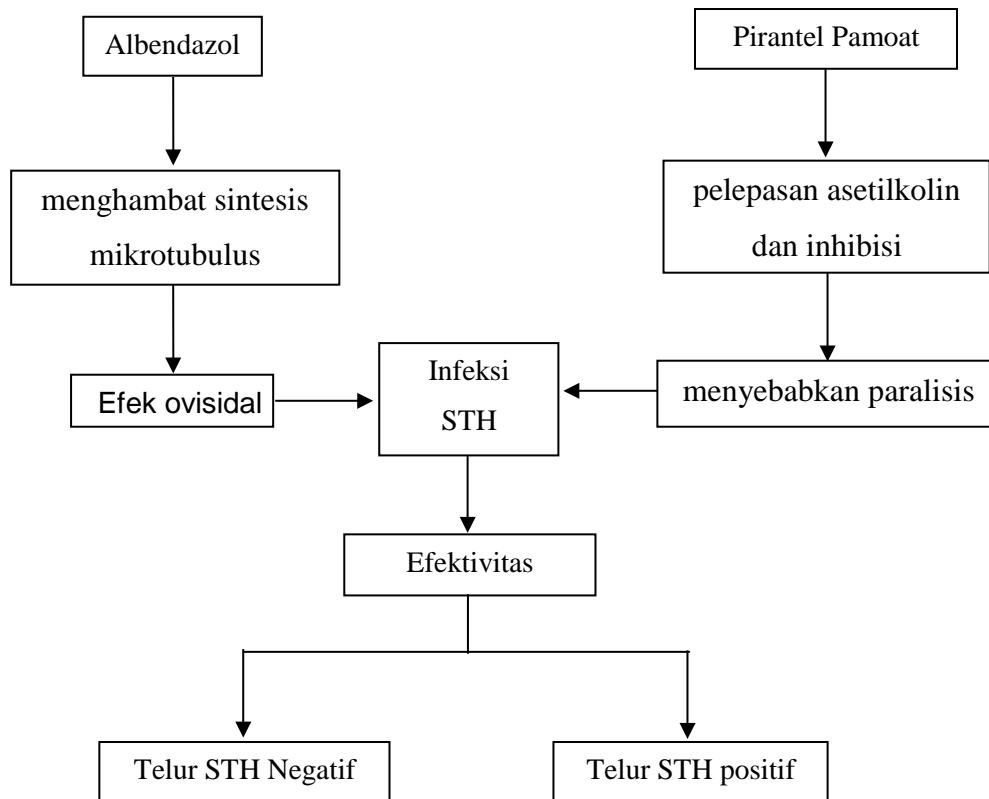 Albendazol
Pirantel Pamoat
menghambat sintesis
mikrotubulus
pelepasan asetilkolin
dan inhibisi
Efek ovisidal
Infeksi
STH
menyebabkan paralisis
Efektivitas
Telur STH Negatif
Telur STH positif